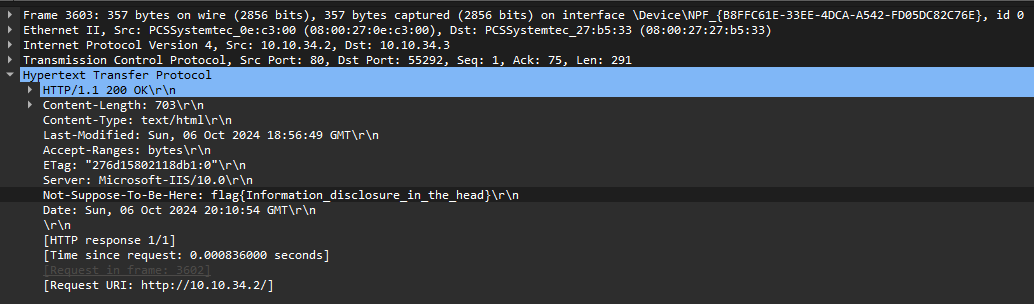 Frame 3603: 357 bytes on wire (2856 bits), 357 bytes captured (2856 bits) on interface \Device\NPF_{B8FFC61E-33EE-4DCA-A542-FD05DC82C76E}, id 0
Ethernet II, Src: PCSSystemtec_0e:c3:00 (08:00:27:0e:c3:00), Dst: PCSSystemtec_27:b5:33 (08:00:27:27:b5:33)
Internet Protocol Version 4, Src: 10.10.34.2, Dst: 10.10.34.3
Transmission Control Protocol, Src Port: 80, Dst Port: 55292, Seq: 1, Ack: 75, Len: 291
Hypertext Transfer Protocol
HTTP/1.1 200 OK\r\n
Content-Length: 703\r\n
Content-Type: text/html\r\n
Last-Modified: Sun, 06 Oct 2024 18:56:49 GMT\r\n
Accept-Ranges: bytes\r\n
ETag: "276d15802118db1:0"\r\n
Server: Microsoft-IIS/10.0\r\n
Not-Suppose-To-Be-Here: flag{Information_disclosure_in_the_head}\r\n
Date: Sun, 06 Oct 2024 20:10:54 GMT\r\n
\r\n
[HTTP response 1/1]
[Time since request: 0.000836000 seconds]
[Request in frame: 3602]
[Request URI: http://10.10.34.2/]